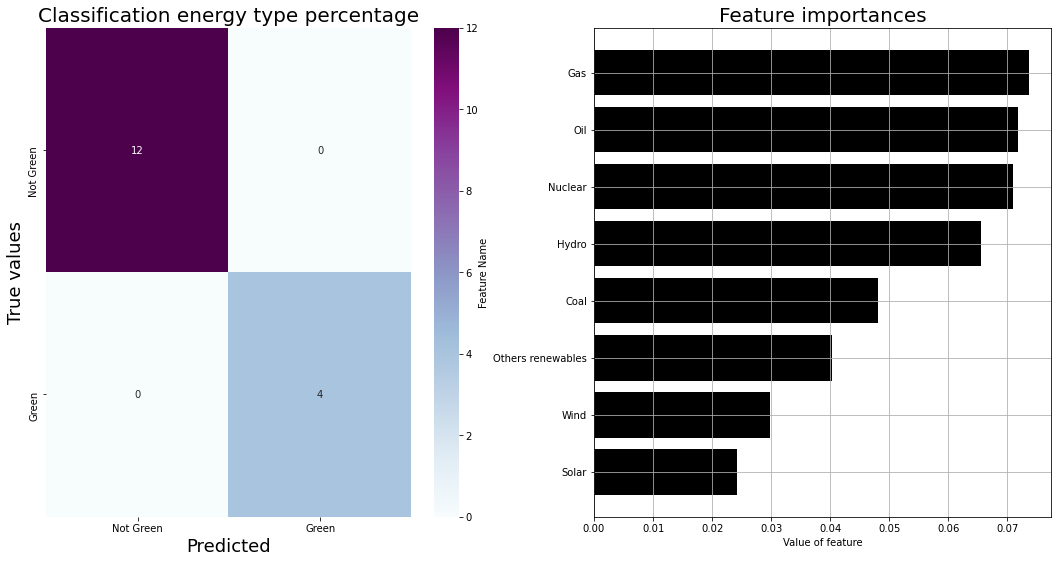 Classification energy type percentage
True values
Not Green
Green
12
0
0
4
Not Green
Green
Predicted
12
10
8
6
4
2
0
Feature importances
Feature Name
Gas
Oil
Nuclear
Hydro
Coal
Others renewables
Wind
Solar
0.00 0.01 0.02 0.03 0.04 0.05 0.06 0.07
Value of feature